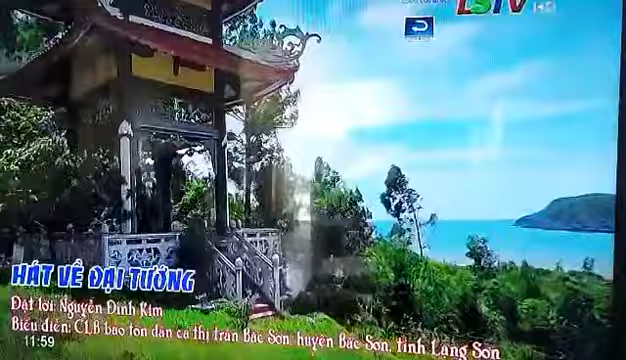 LSTV HD
HÁT VỀ ĐẠI TƯỚNG
Đặt lời: Nguyễn Đình Kim
Biểu diễn: CLB bảo tồn dân ca thị trấn Bắc Sơn, huyện Bắc Sơn, tỉnh Lạng Sơn
11:59